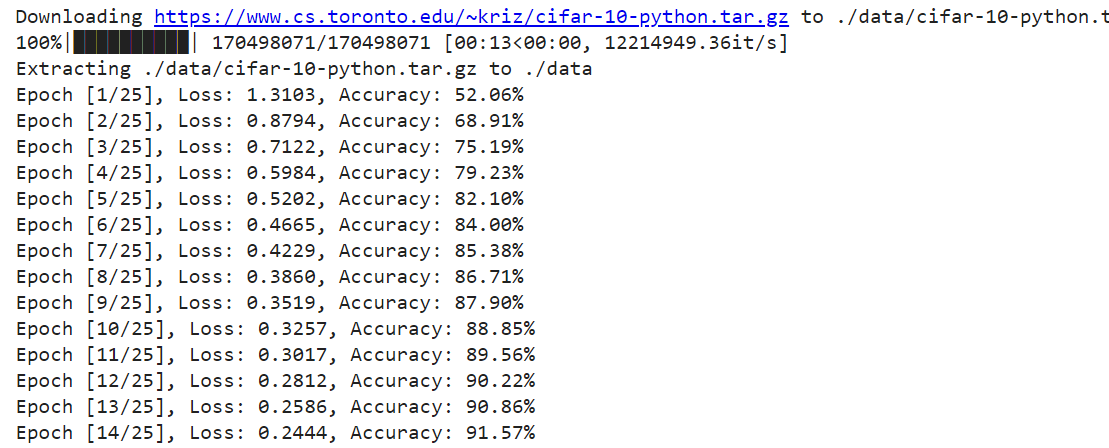 Downloading https://www.cs.toronto.edu/~kriz/cifar-10-python.tar.gz to ./data/cifar-10-python.t
100%|██████████| 170498071/170498071 [00:13<00:00, 12214949.36it/s]
Extracting ./data/cifar-10-python.tar.gz to ./data
Epoch [1/25], Loss: 1.3103, Accuracy: 52.06%
Epoch [2/25], Loss: 0.8794, Accuracy: 68.91%
Epoch [3/25], Loss: 0.7122, Accuracy: 75.19%
Epoch [4/25], Loss: 0.5984, Accuracy: 79.23%
Epoch [5/25], Loss: 0.5202, Accuracy: 82.10%
Epoch [6/25], Loss: 0.4665, Accuracy: 84.00%
Epoch [7/25], Loss: 0.4229, Accuracy: 85.38%
Epoch [8/25], Loss: 0.3860, Accuracy: 86.71%
Epoch [9/25], Loss: 0.3519, Accuracy: 87.90%
Epoch [10/25], Loss: 0.3257, Accuracy: 88.85%
Epoch [11/25], Loss: 0.3017, Accuracy: 89.56%
Epoch [12/25], Loss: 0.2812, Accuracy: 90.22%
Epoch [13/25], Loss: 0.2586, Accuracy: 90.86%
Epoch [14/25], Loss: 0.2444, Accuracy: 91.57%